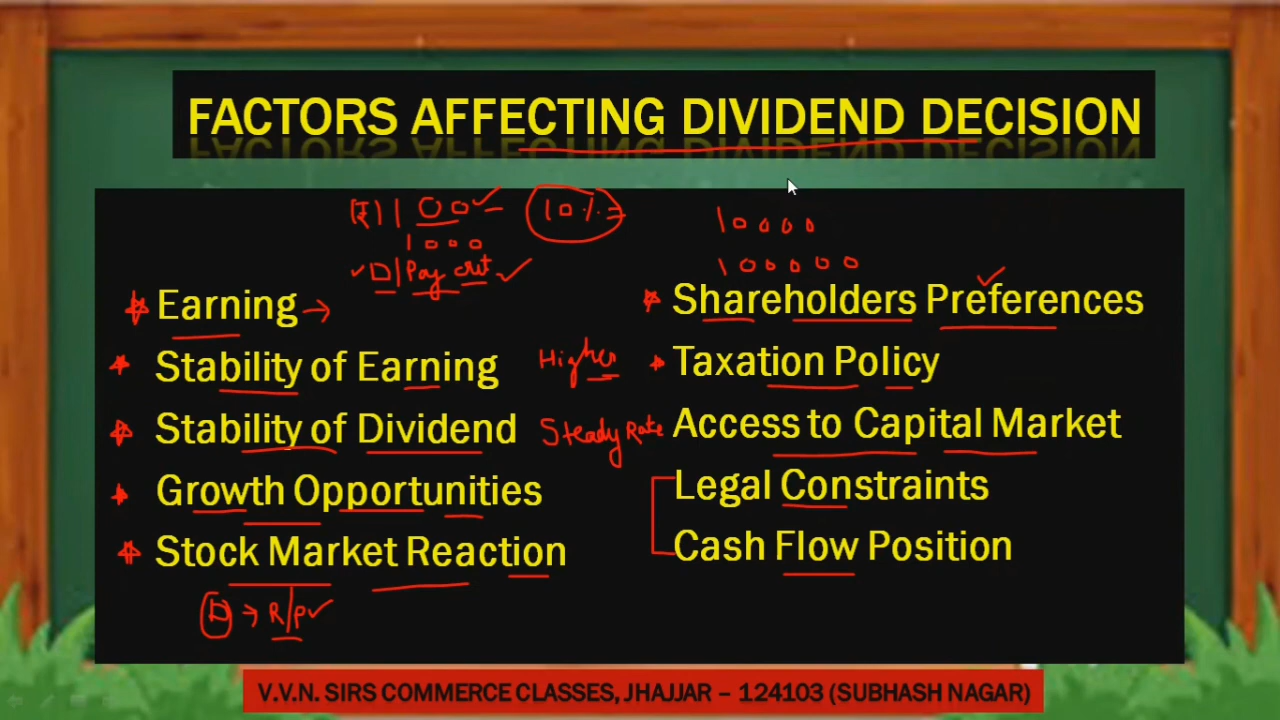 FACTORS AFFECTING DIVIDEND DECISION
100 10%
1000
D/Pay out
10000
100000
Earning →
Stability of Earning Higher
Stability of Dividend Steady Rate
Growth Opportunities
Stock Market Reaction
D → R/P
Shareholders Preferences
Taxation Policy
Access to Capital Market
Legal Constraints
Cash Flow Position
V.V.N. SIRS COMMERCE CLASSES, JHAJJAR – 124103 (SUBHASH NAGAR)